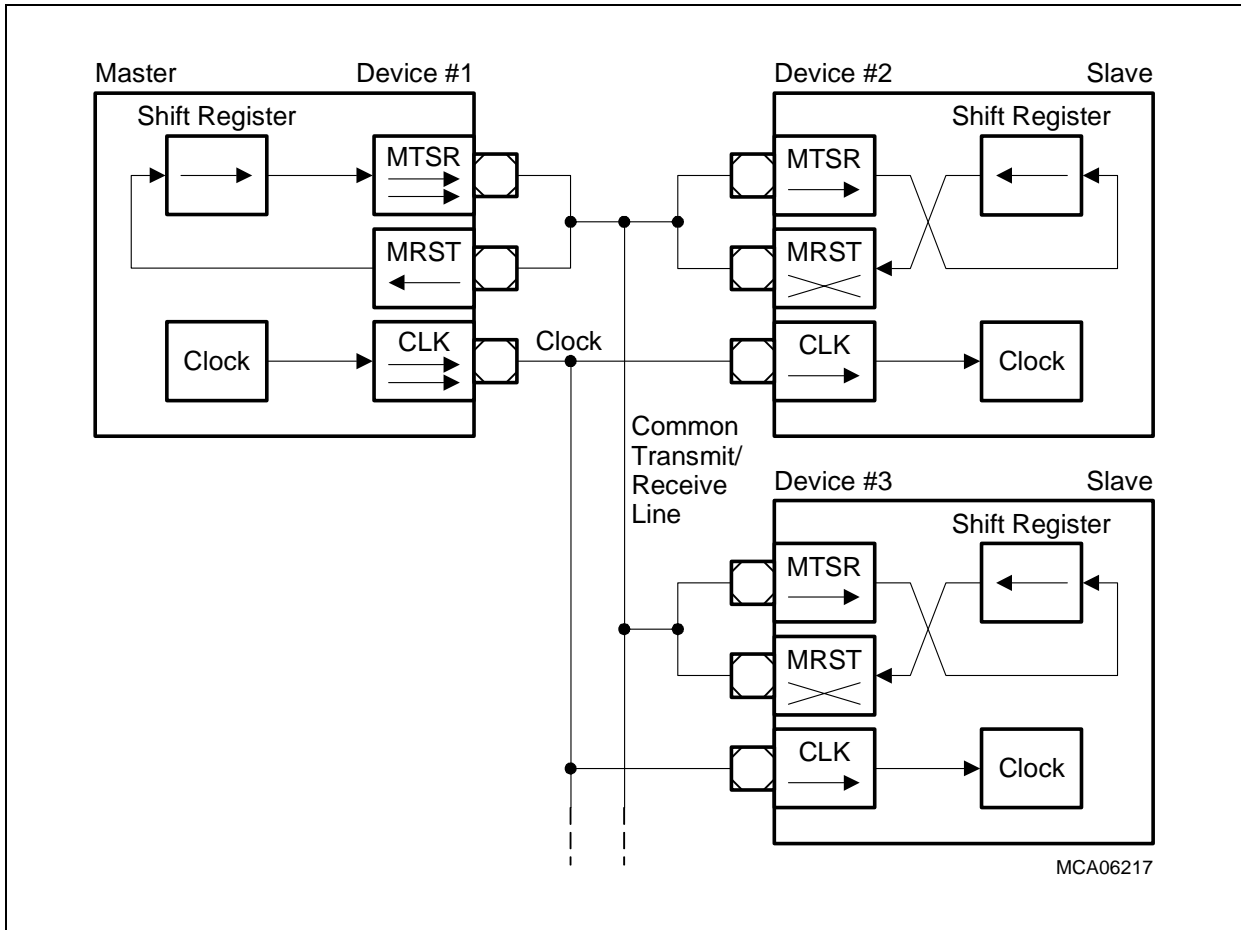 Master Device #1
Shift Register
MTSR
MRST
Clock
CLK
Clock
Common
Transmit/
Receive
Line
Device #2 Slave
Shift Register
MTSR
MRST
CLK
Clock
Device #3 Slave
Shift Register
MTSR
MRST
CLK
Clock
MCA06217